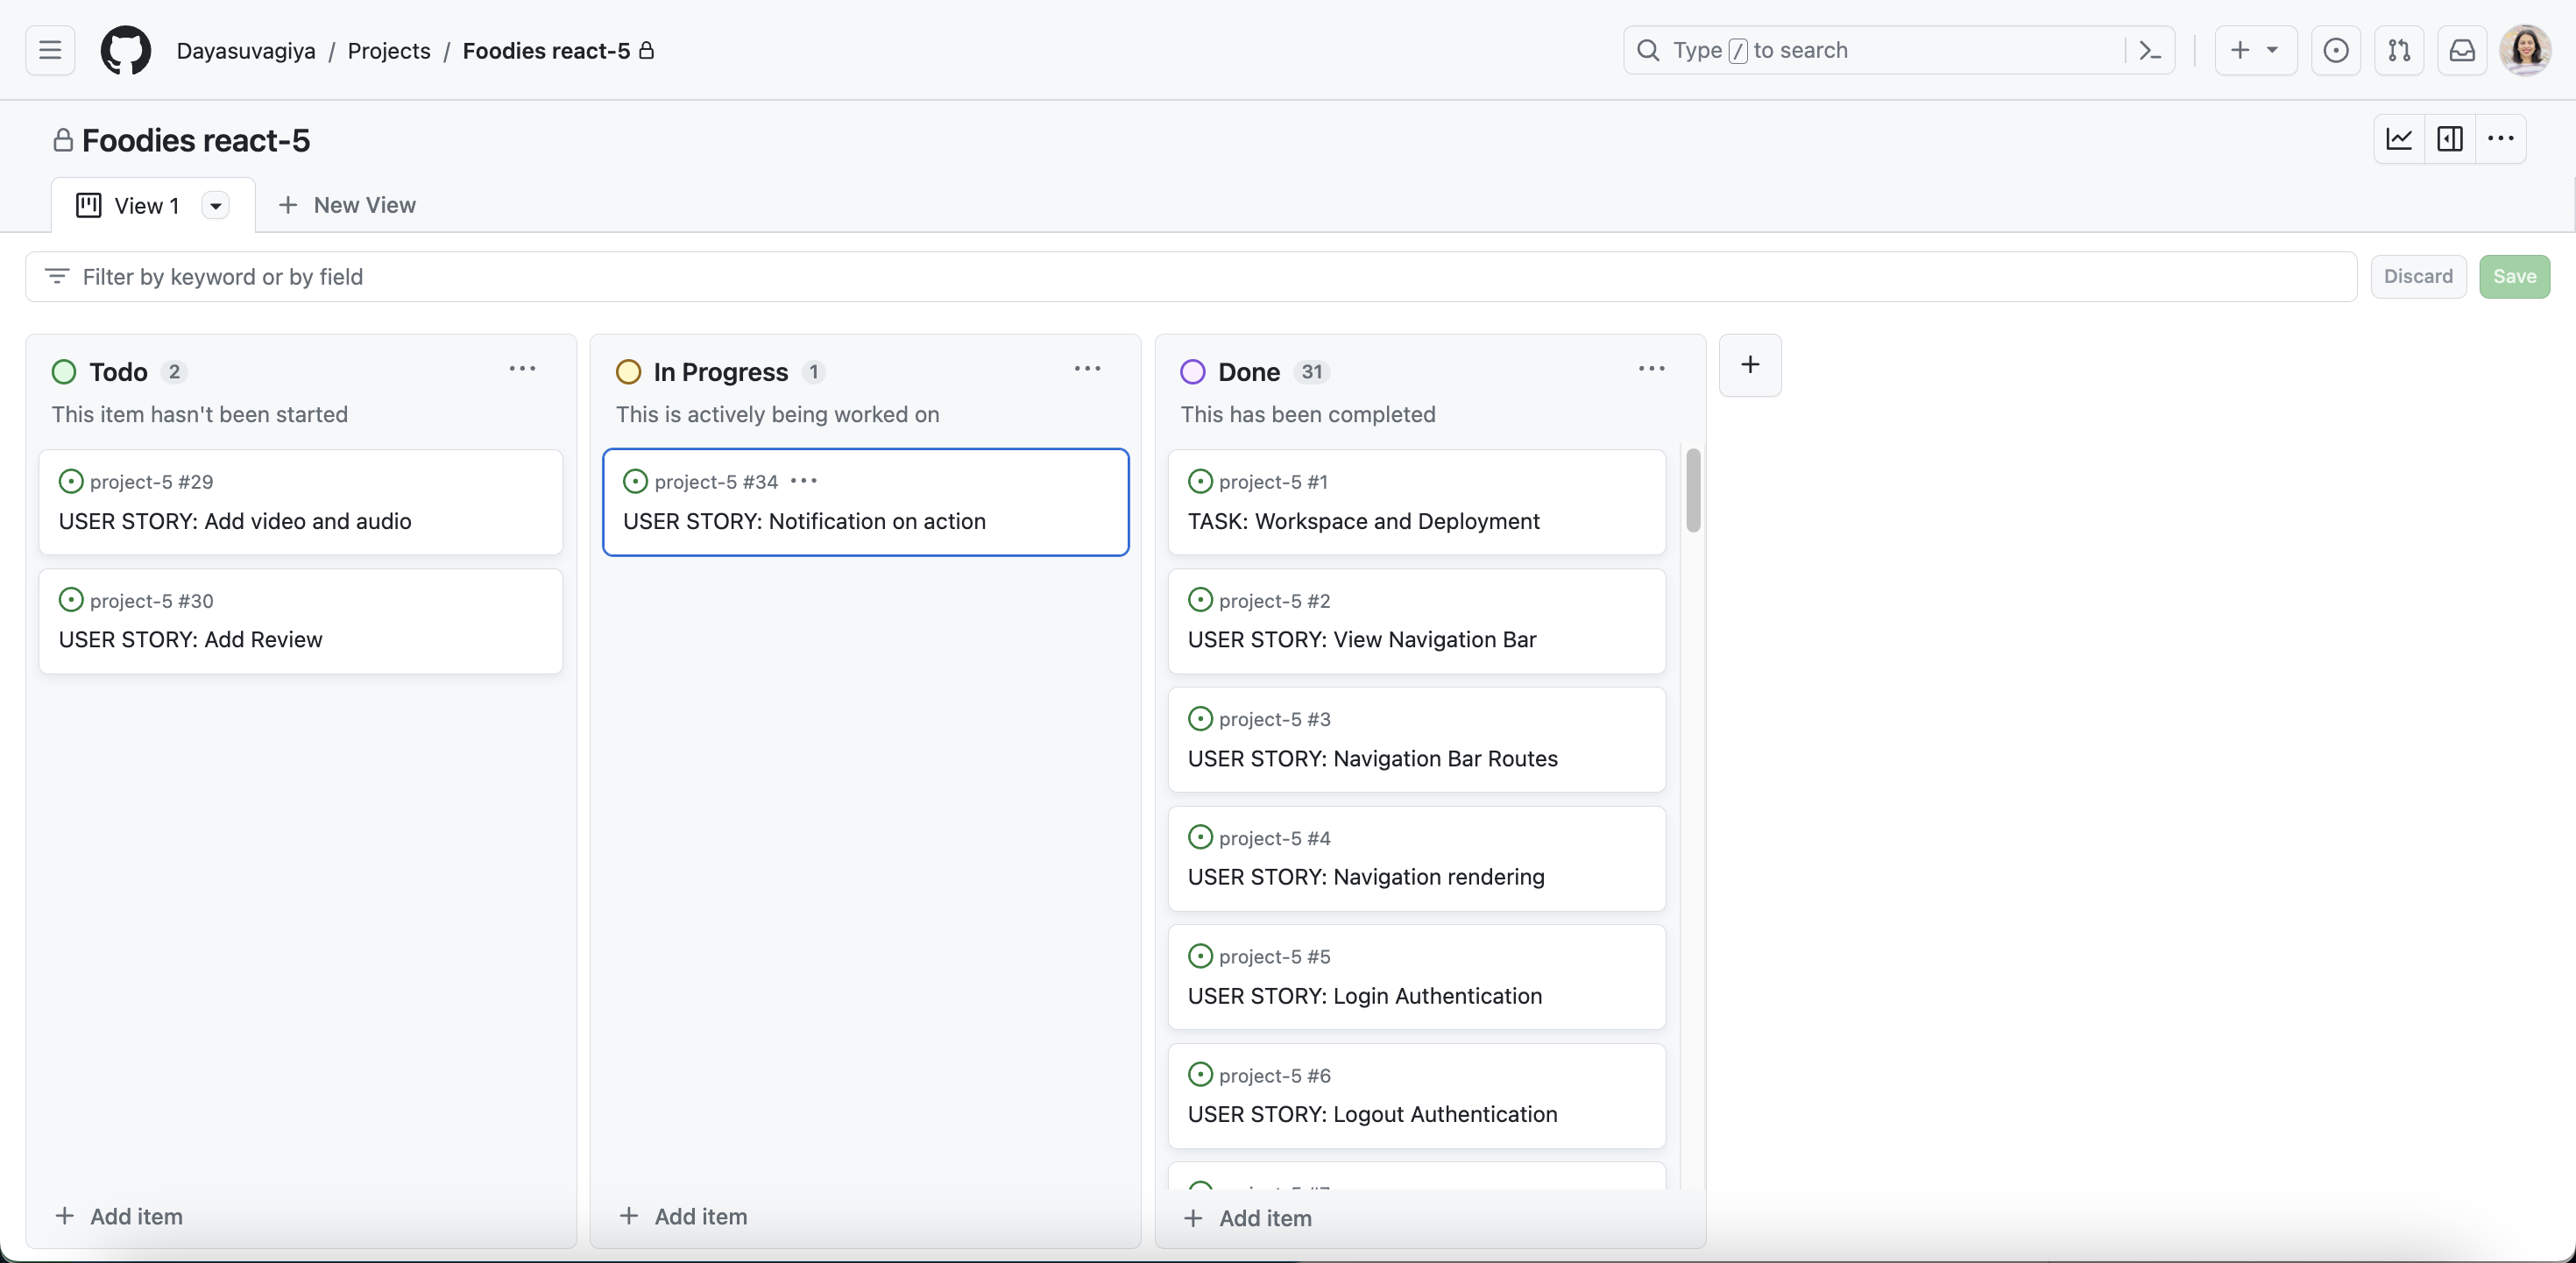 Dayasuvagiya / Projects / Foodies react-5
Type / to search
Foodies react-5
View 1
New View
Filter by keyword or by field
Discard
Save
Todo 2
This item hasn't been started
project-5 #29
USER STORY: Add video and audio
project-5 #30
USER STORY: Add Review
Add item
In Progress 1
This is actively being worked on
project-5 #34
USER STORY: Notification on action
Add item
Done 31
This has been completed
project-5 #1
TASK: Workspace and Deployment
project-5 #2
USER STORY: View Navigation Bar
project-5 #3
USER STORY: Navigation Bar Routes
project-5 #4
USER STORY: Navigation rendering
project-5 #5
USER STORY: Login Authentication
project-5 #6
USER STORY: Logout Authentication
Add item